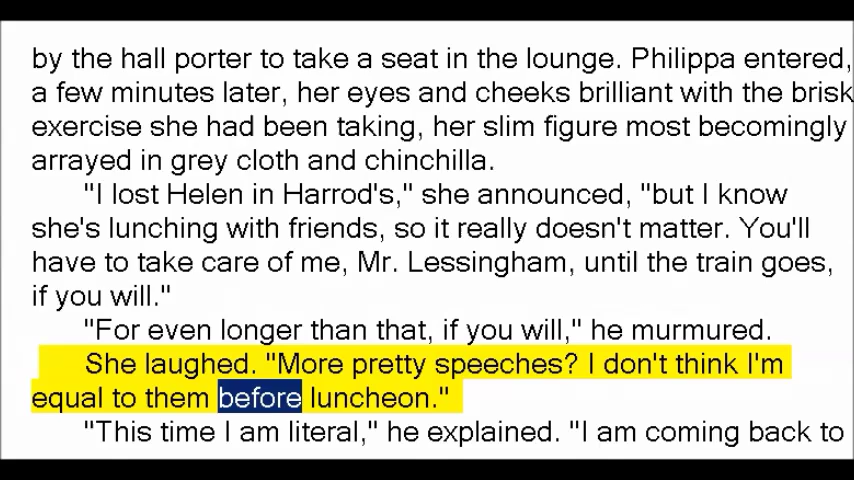 by the hall porter to take a seat in the lounge. Philippa entered,
a few minutes later, her eyes and cheeks brilliant with the brisk
exercise she had been taking, her slim figure most becomingly
arrayed in grey cloth and chinchilla.
"I lost Helen in Harrod's," she announced, "but I know
she's lunching with friends, so it really doesn't matter. You'll
have to take care of me, Mr. Lessingham, until the train goes,
if you will."
"For even longer than that, if you will," he murmured.
She laughed. "More pretty speeches? I don't think I'm
equal to them before luncheon."
"This time I am literal," he explained. "I am coming back to